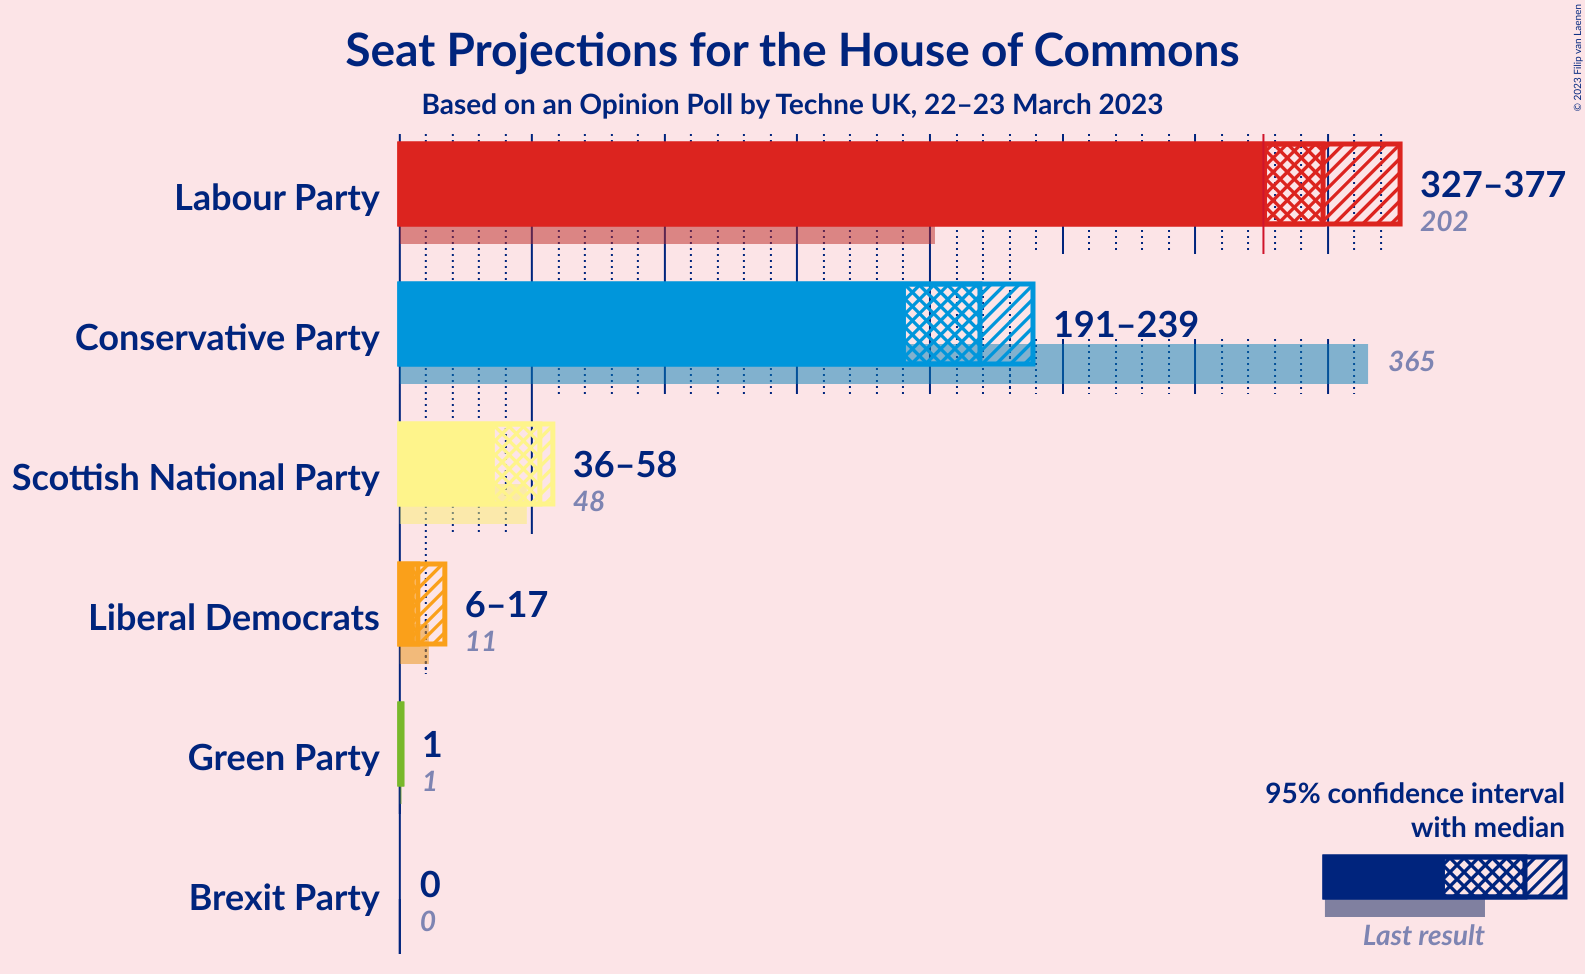 Seat Projections for the House of Commons
Based on an Opinion Poll by Techne UK, 22–23 March 2023
© 2023 Filip van Laenen
Labour Party
327–377
202
Conservative Party
191–239
365
Scottish National Party
36–58
48
Liberal Democrats
6–17
11
Green Party
1
1
Brexit Party
0
0
95% confidence interval
with median
Last result